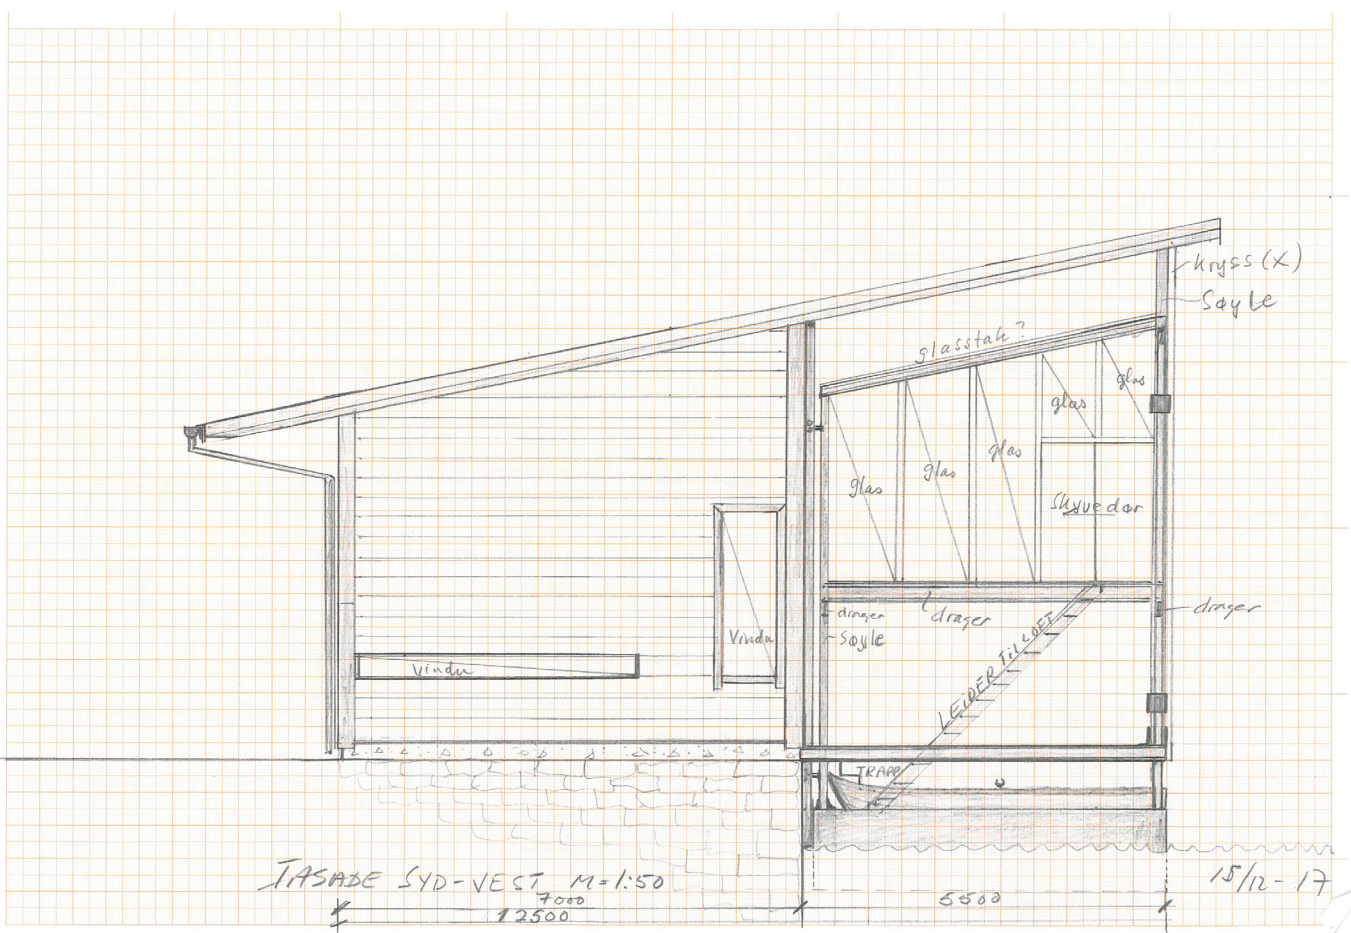 Kryss (X)
Søyle
glasstak?
glas
glas
glas
glas
glas
Skyvedør
drager
drager
drager
Søyle
Vindu
Vindu
LEIDER TIL LOFT
TRAPP
FASADE SYD-VEST M=1:50
7000
12500
5500
18/12-17